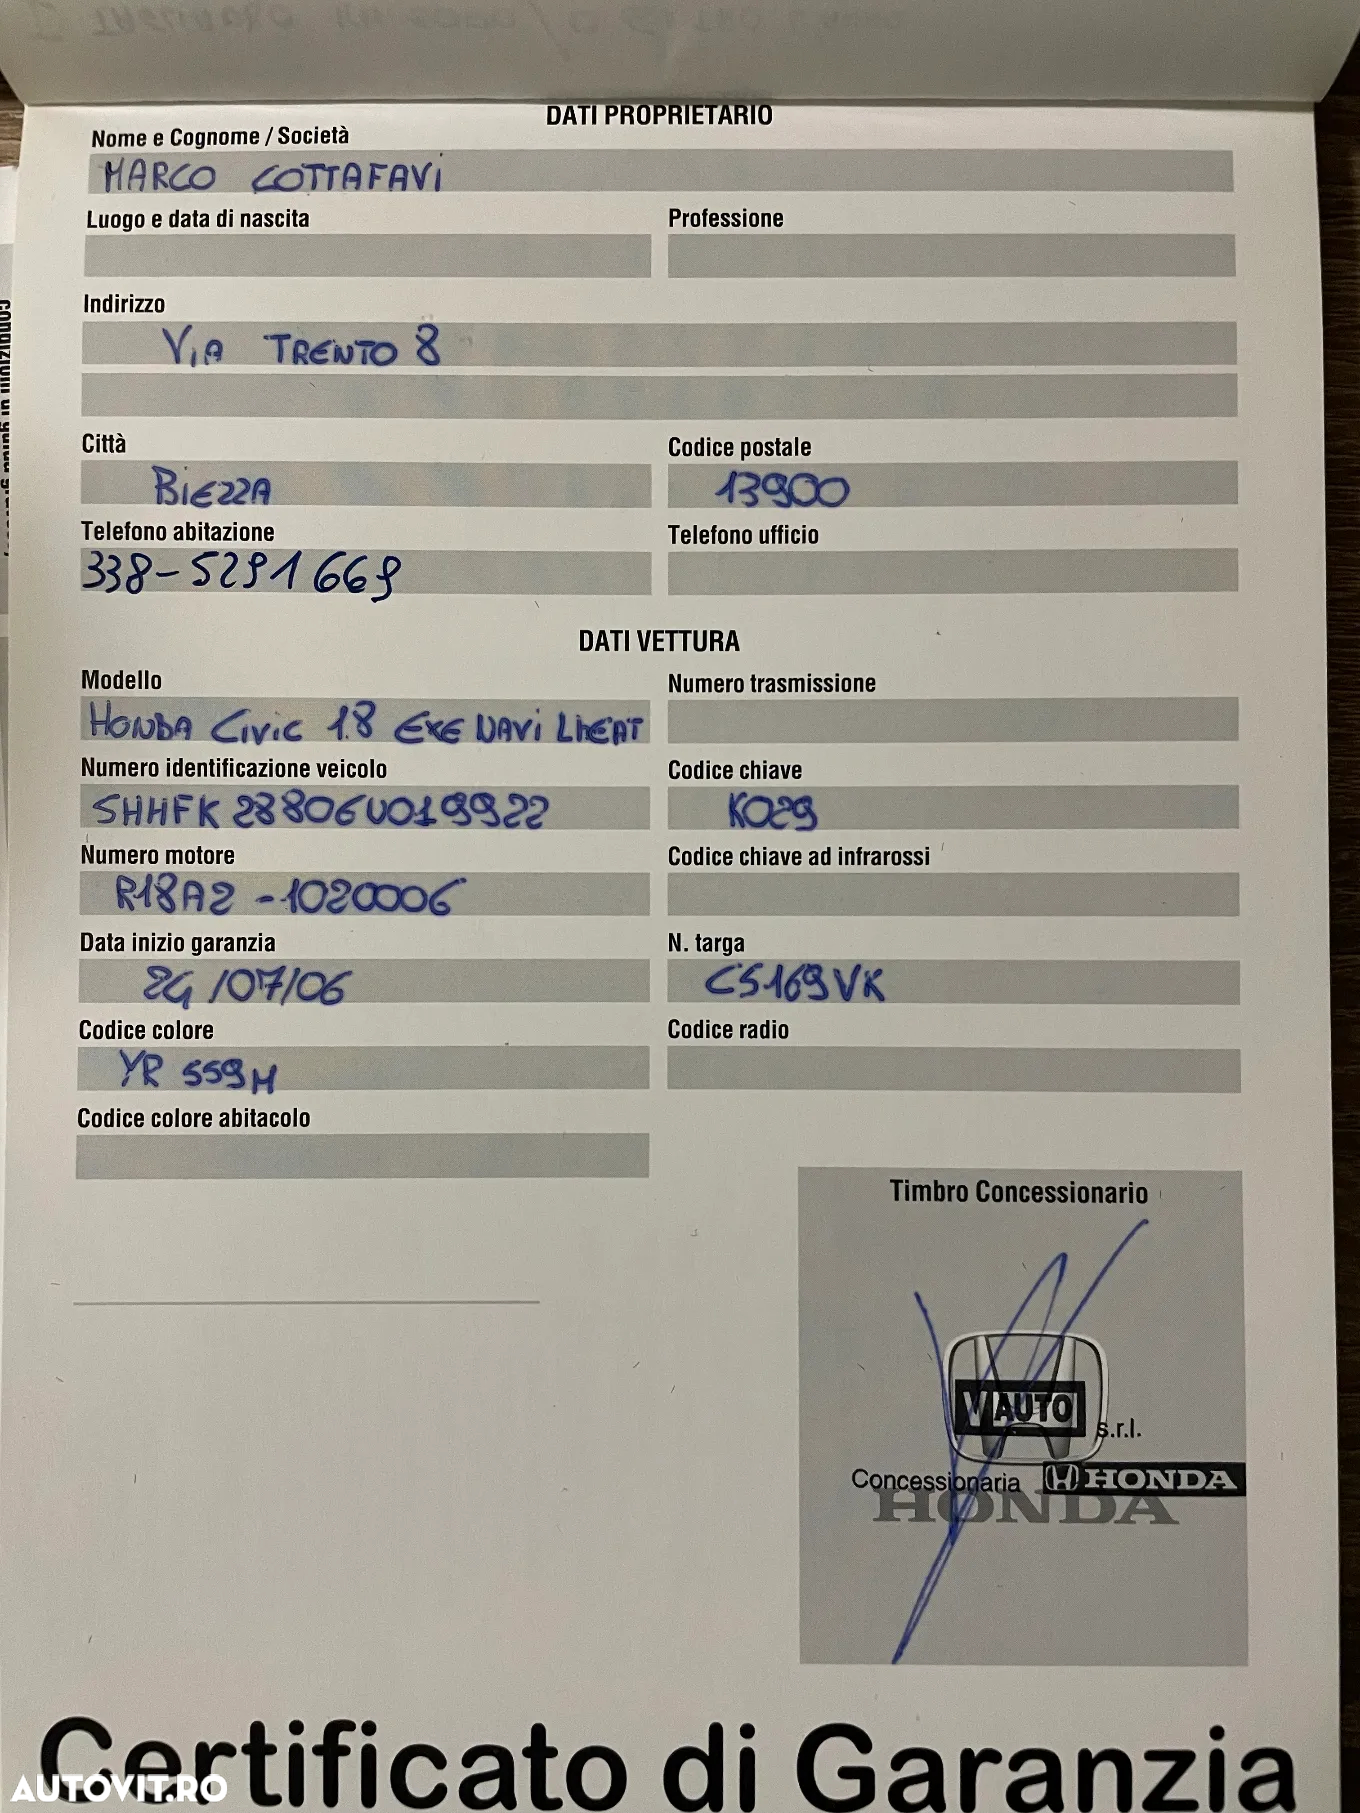 DATI PROPRIETARIO
Nome e Cognome / Società
MARCO COTTAFAVI
Luogo e data di nascita
Professione
Indirizzo
VIA TRENTO 8
Città
Codice postale
BIEZZA
13900
Telefono abitazione
Telefono ufficio
338-5291669
DATI VETTURA
Modello
Numero trasmissione
HONDA CIVIC 1.8 EXE NAVI LHEAT
Numero identificazione veicolo
Codice chiave
SHHFK28806U019922
K029
Numero motore
Codice chiave ad infrarossi
R18A2-1020006
Data inizio garanzia
N. targa
24/07/06
CS169VK
Codice colore
Codice radio
YR 559M
Codice colore abitacolo
Timbro Concessionario
VAUTO
s.r.l.
Concessionaria HONDA
HONDA
Certificato di Garanzia
AUTOVIT.RO